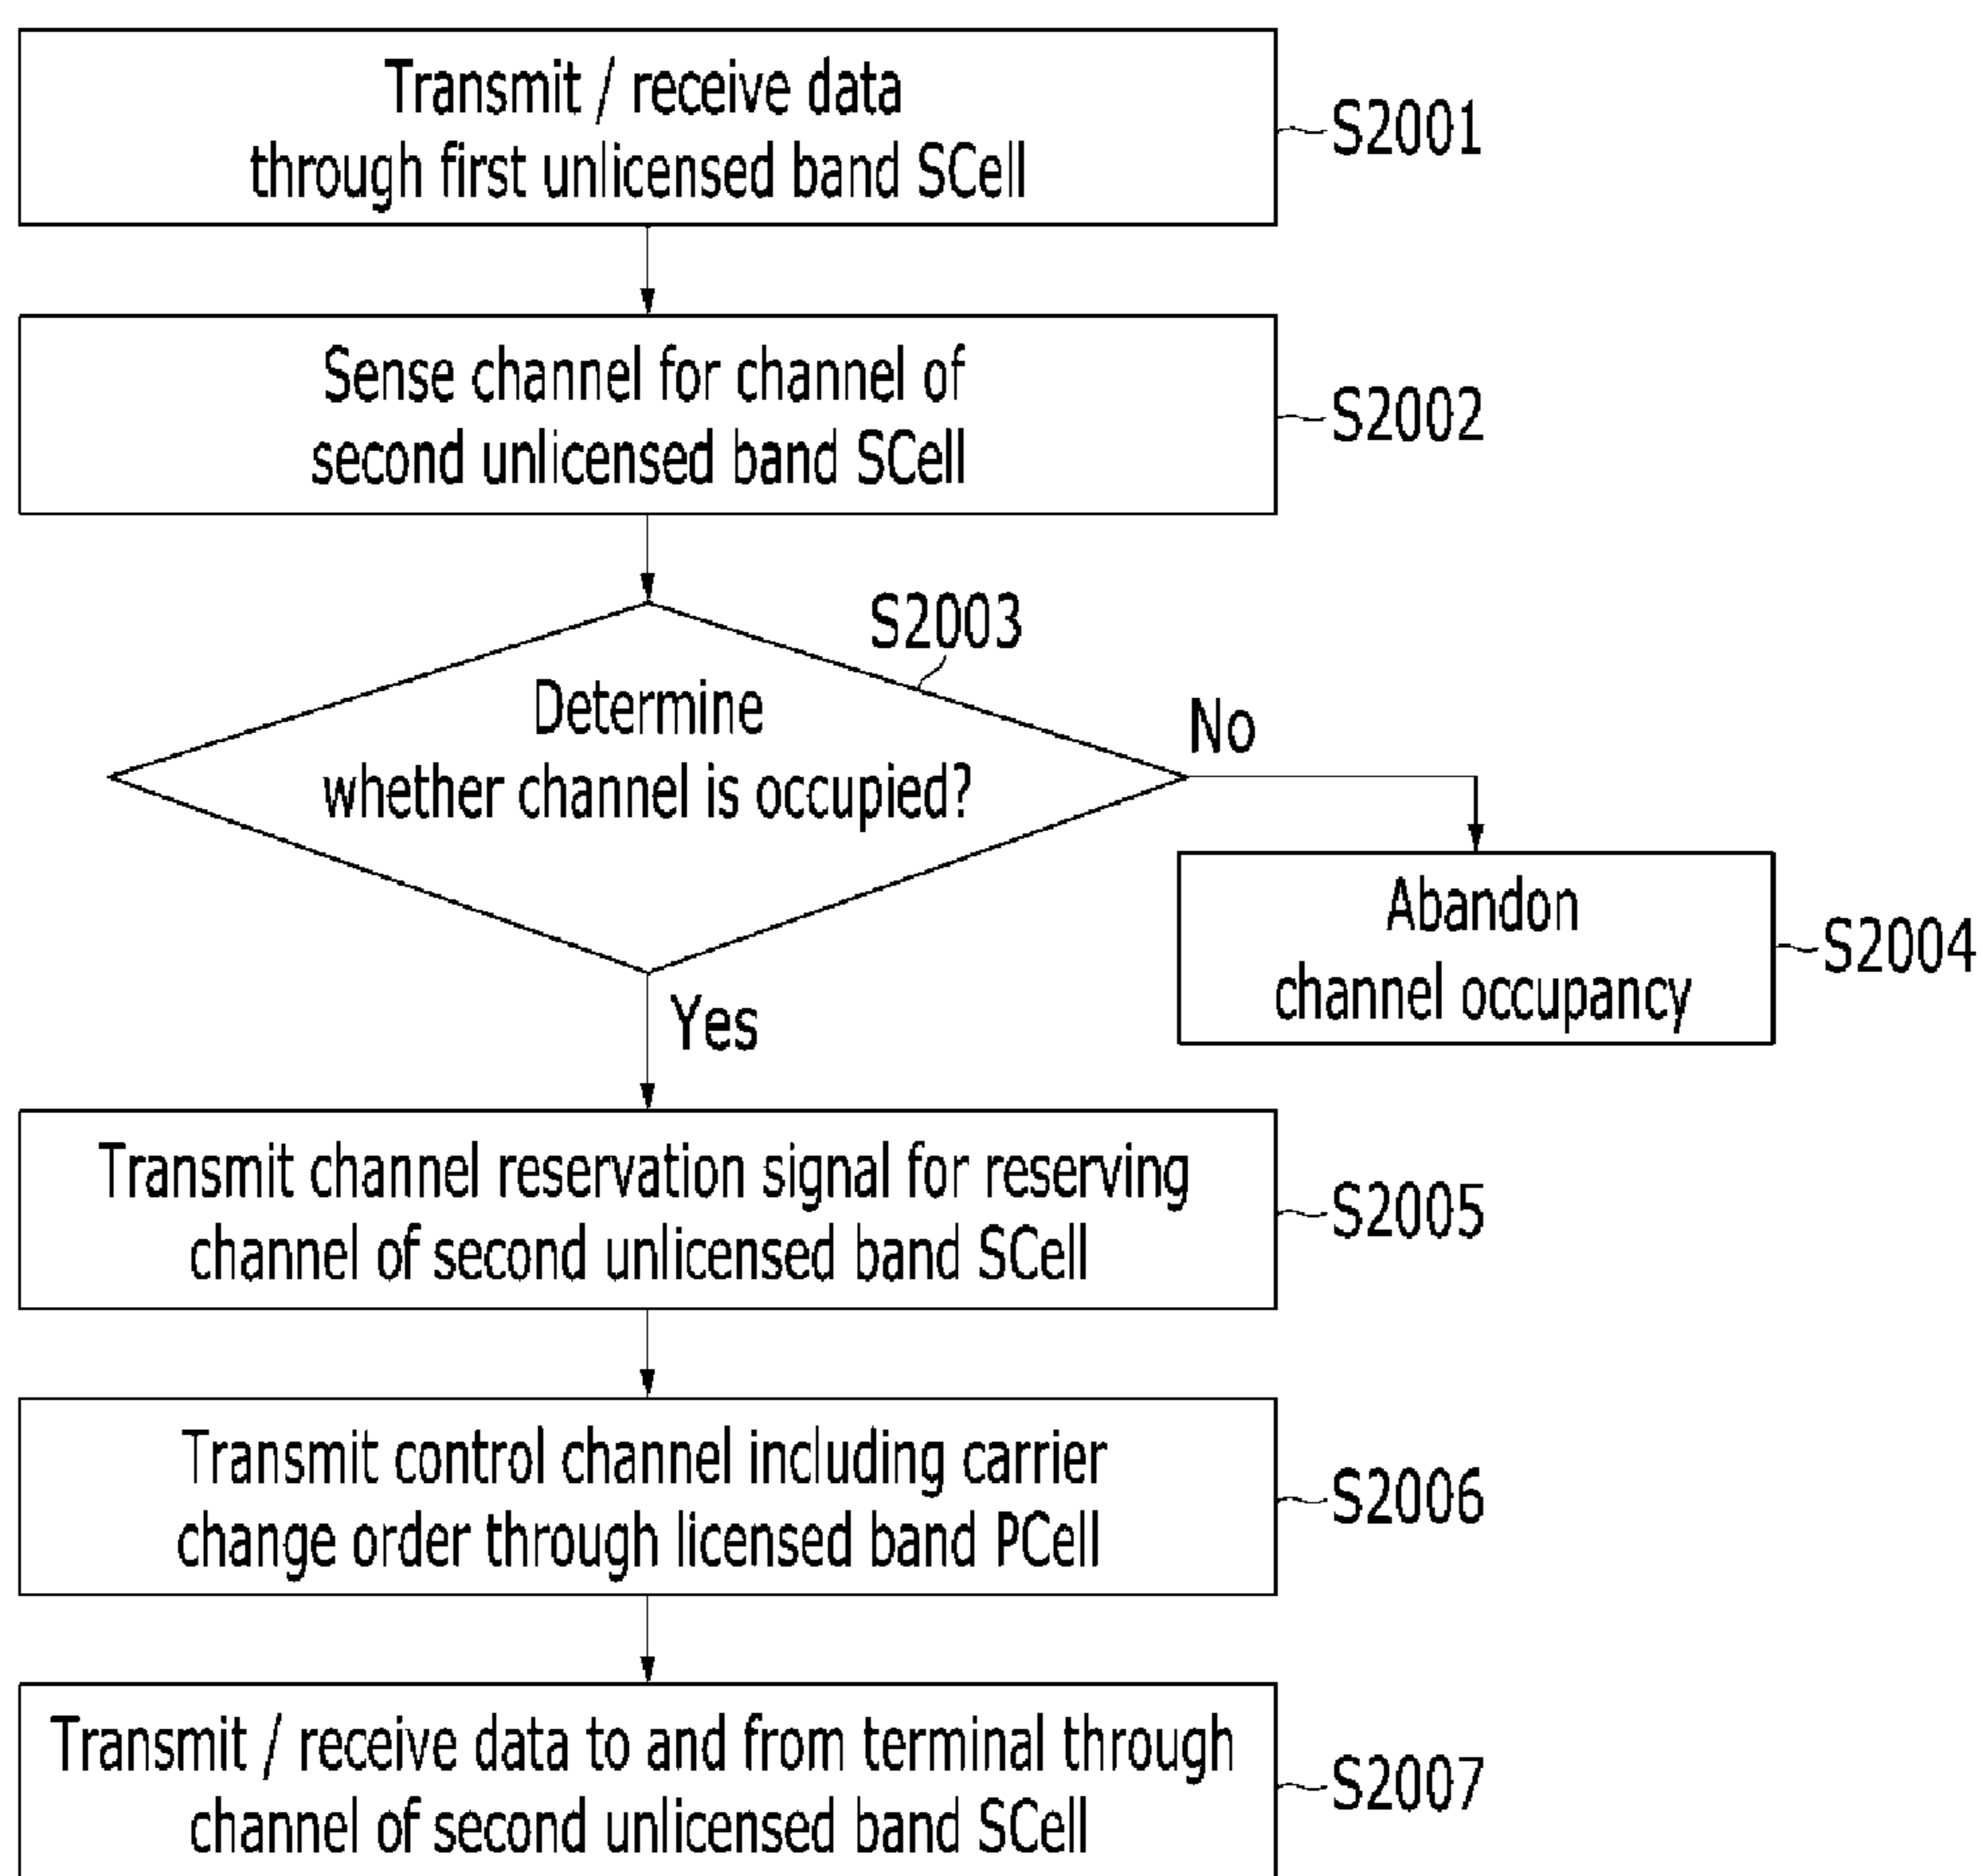 Transmit / receive data
through first unlicensed band SCell
S2001
Sense channel for channel of
second unlicensed band SCell
S2002
S2003
Determine
whether channel is occupied?
No
Abandon
channel occupancy
S2004
Yes
Transmit channel reservation signal for reserving
channel of second unlicensed band SCell
S2005
Transmit control channel including carrier
change order through licensed band PCell
S2006
Transmit / receive data to and from terminal through
channel of second unlicensed band SCell
S2007